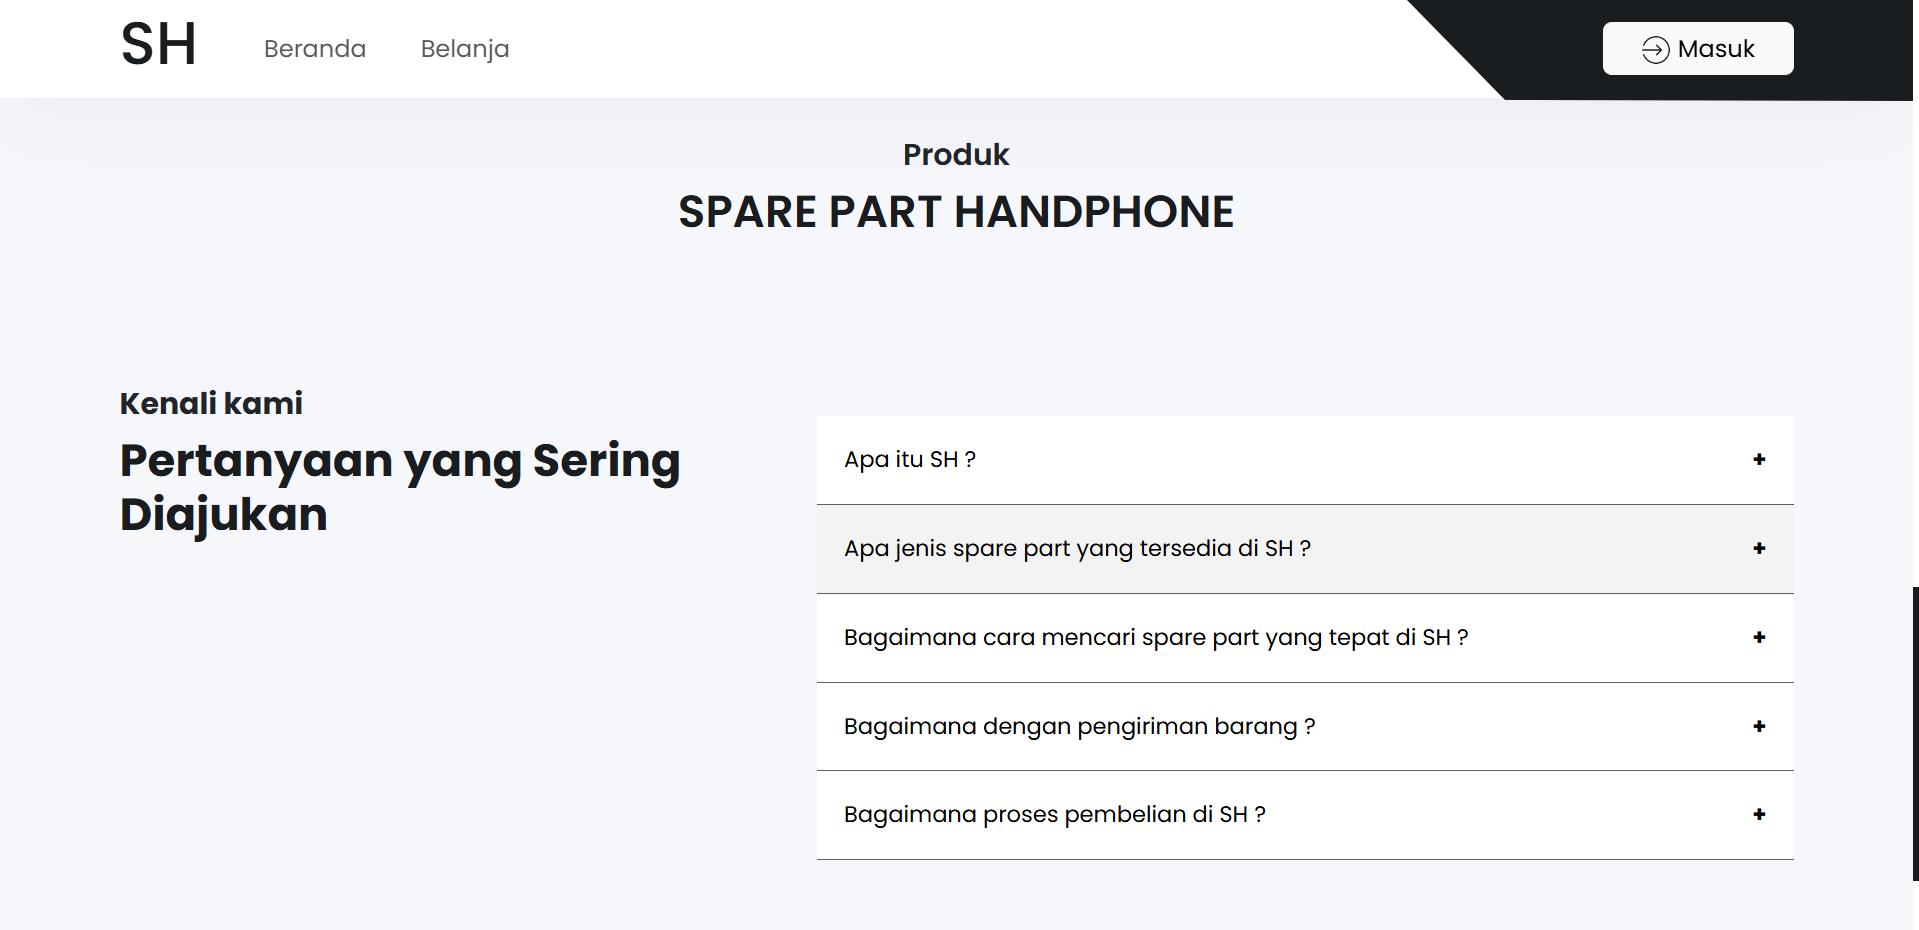 SH
Beranda
Belanja
Masuk
Produk
SPARE PART HANDPHONE
Kenali kami
Pertanyaan yang Sering
Diajukan
Apa itu SH ?
+
Apa jenis spare part yang tersedia di SH ?
+
Bagaimana cara mencari spare part yang tepat di SH ?
+
Bagaimana dengan pengiriman barang ?
+
Bagaimana proses pembelian di SH ?
+